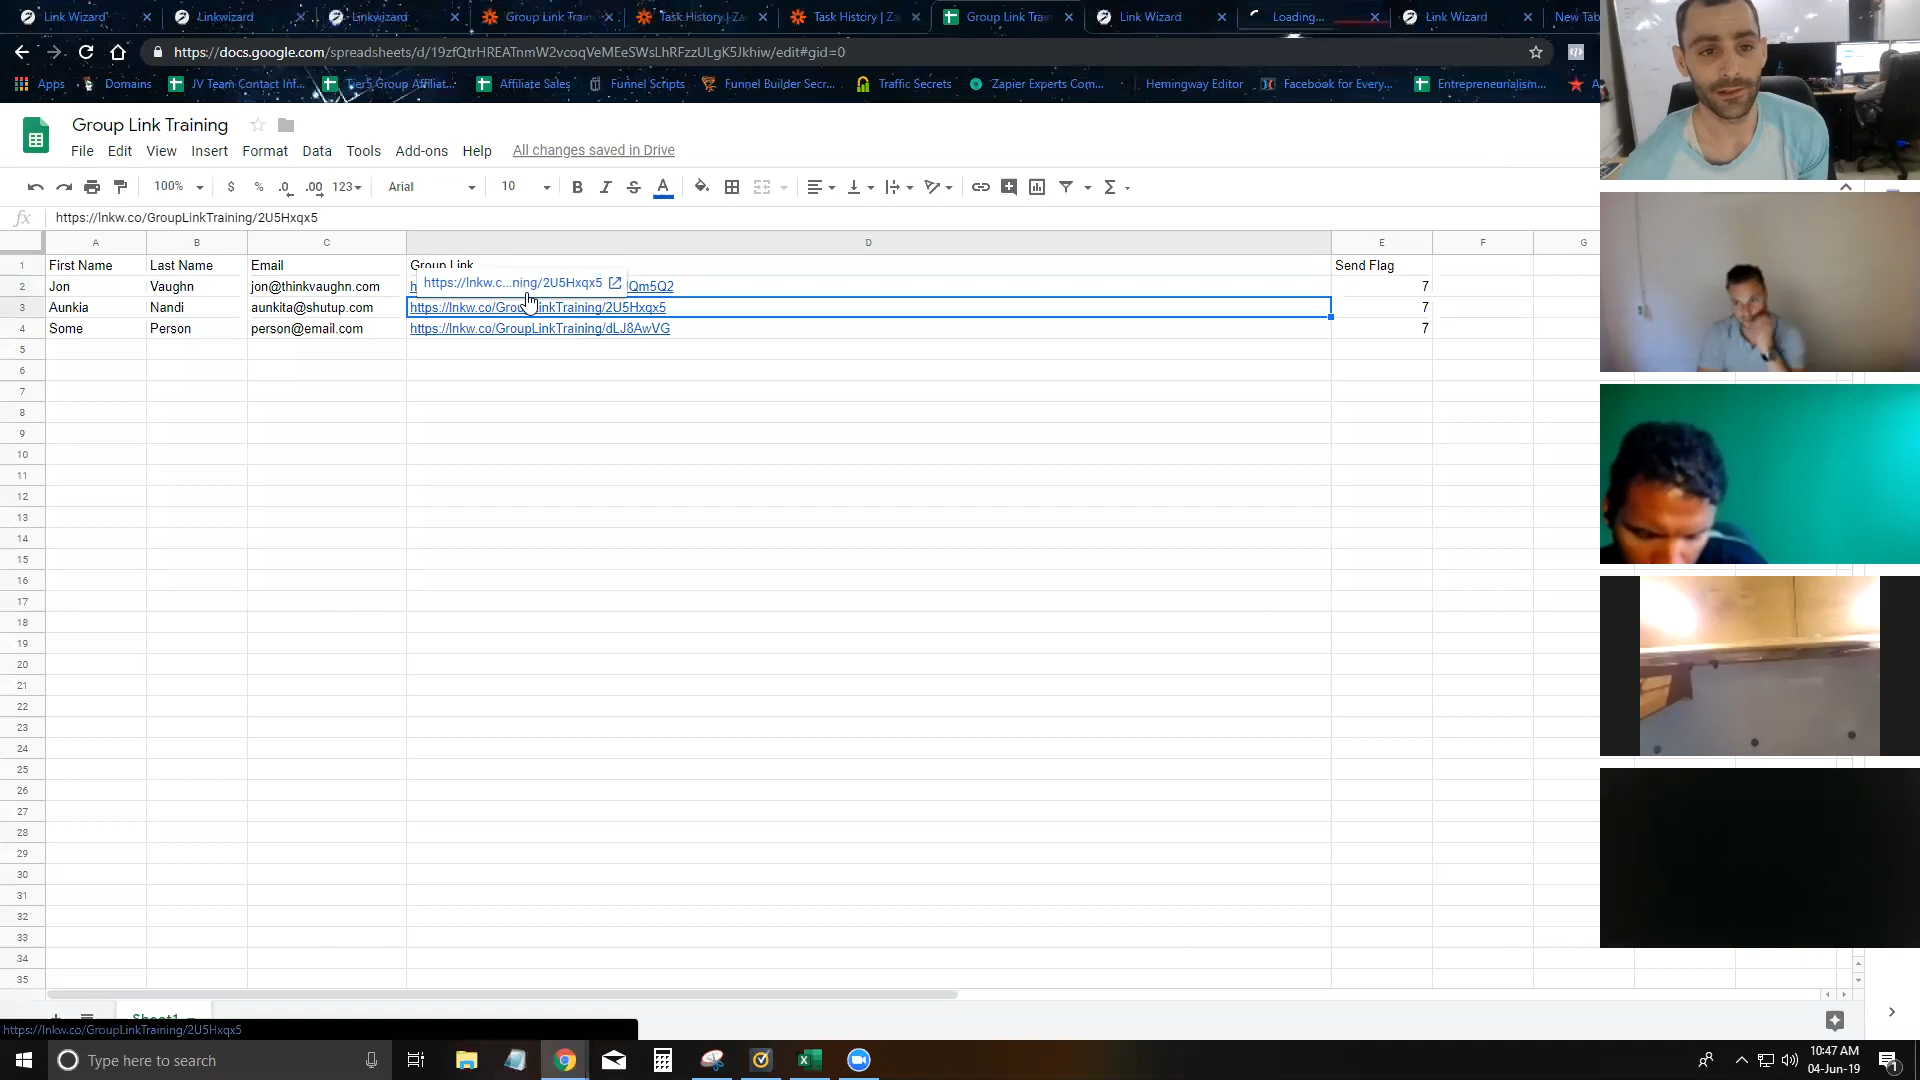 Link Wizard
Linkwizard
Linkwizard
Group Link Train
Task History | Za
Task History | Za
Group Link Train
Link Wizard
Loading...
Link Wizard
New Tab
https://docs.google.com/spreadsheets/d/19zfQtrHREATnmW2vcoqVeMEeSWsLhRFzzULgK5Jkhiw/edit#gid=0
Apps
Domains
JV Team Contact Inf...
Tier5 Group Affiliat...
Affiliate Sales
Funnel Scripts
Funnel Builder Secr...
Traffic Secrets
Zapier Experts Com...
Hemingway Editor
Facebook for Every...
Entrepreneurialism...
Group Link Training
File Edit View Insert Format Data Tools Add-ons Help All changes saved in Drive
100% $ % .0 .00 123 Arial 10 B I S A
fx https://lnkw.co/GroupLinkTraining/2U5Hxqx5
A B C D E F G
1 First Name Last Name Email Group Link Send Flag
https://lnkw.c...ning/2U5Hxqx5
2 Jon Vaughn jon@thinkvaughn.com h Qm5Q2 7
3 Aunkia Nandi aunkita@shutup.com https://lnkw.co/GroupLinkTraining/2U5Hxqx5 7
4 Some Person person@email.com https://lnkw.co/GroupLinkTraining/dLJ8AwVG 7
5
6
7
8
9
10
11
12
13
14
15
16
17
18
19
20
21
22
23
24
25
26
27
28
29
30
31
32
33
34
35
Sheet1
https://lnkw.co/GroupLinkTraining/2U5Hxqx5
Type here to search
10:47 AM
04-Jun-19
1